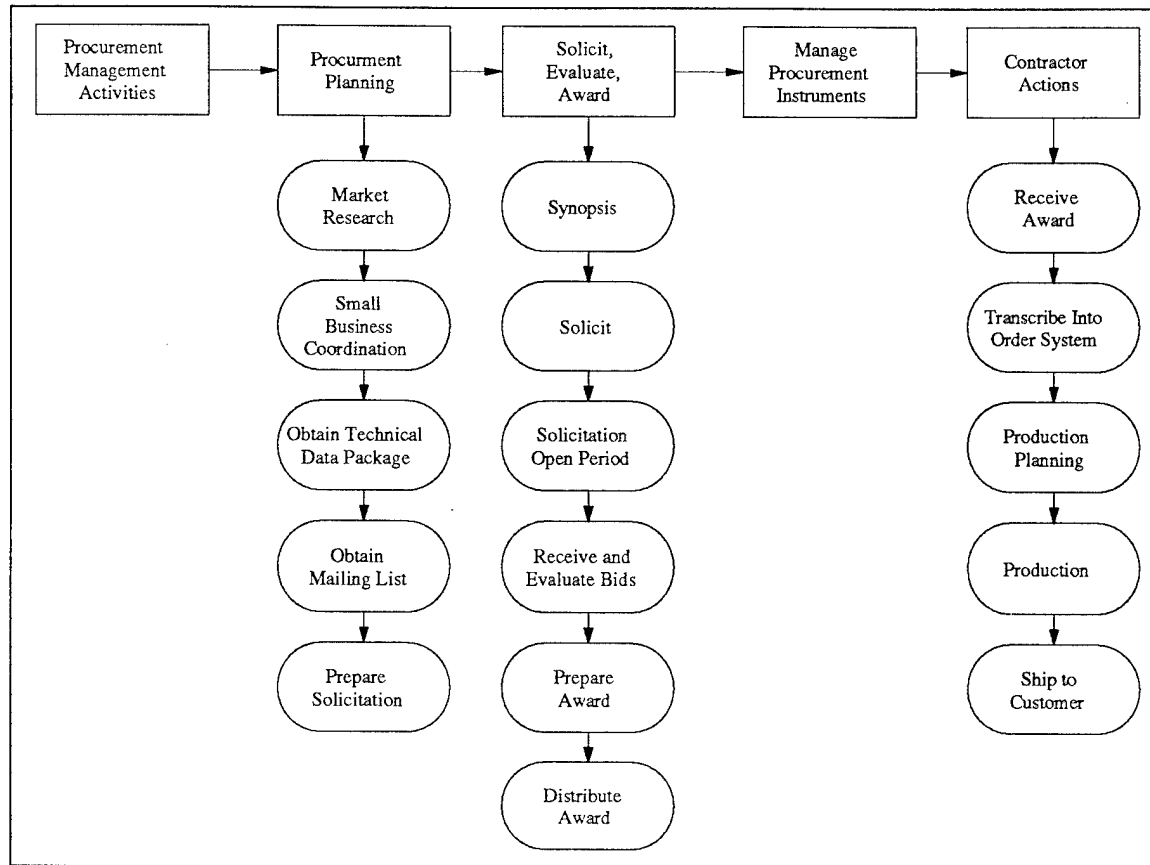 Procurement
Management
Activities
Procurment
Planning
Solicit,
Evaluate,
Award
Manage
Procurement
Instruments
Contractor
Actions
Market
Research
Small
Business
Coordination
Obtain Technical
Data Package
Obtain
Mailing List
Prepare
Solicitation
Synopsis
Solicit
Solicitation
Open Period
Receive and
Evaluate Bids
Prepare
Award
Distribute
Award
Receive
Award
Transcribe Into
Order System
Production
Planning
Production
Ship to
Customer